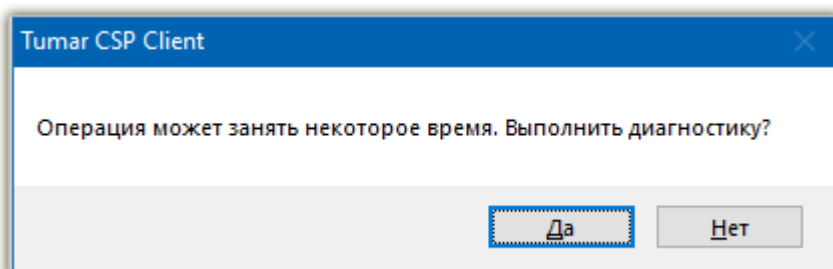 Tumar CSP Client
Операция может занять некоторое время. Выполнить диагностику?
Да
Нет